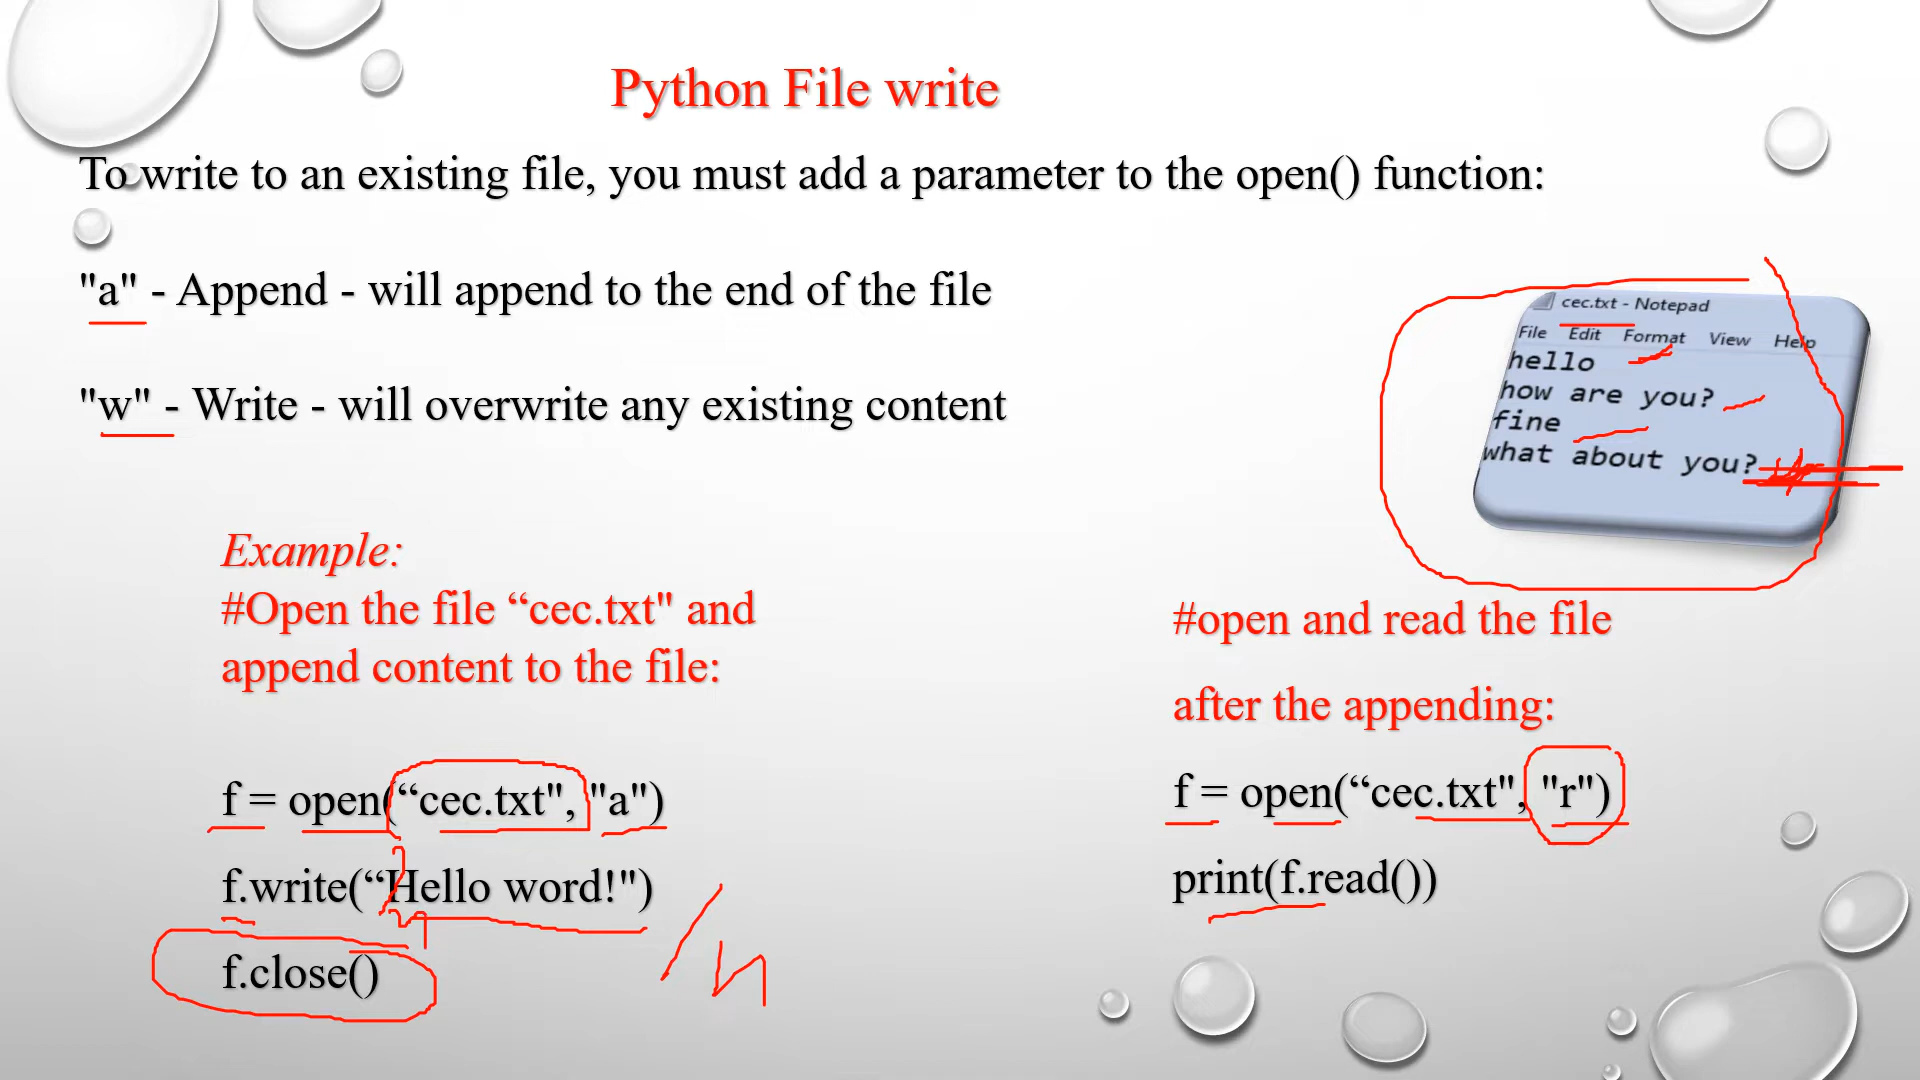 Python File write
To write to an existing file, you must add a parameter to the open() function:
"a" - Append - will append to the end of the file
"w" - Write - will overwrite any existing content
cec.txt - Notepad
File Edit Format View Help
hello
how are you?
fine
what about you?
Example:
#Open the file “cec.txt" and
append content to the file:
f = open(“cec.txt", "a")
f.write(“Hello word!")
f.close()
/n
#open and read the file
after the appending:
f = open(“cec.txt", "r")
print(f.read())